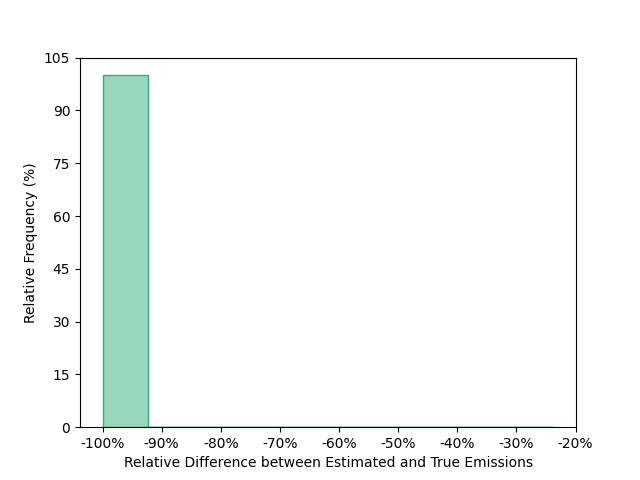 105
90
75
60
45
30
15
0
Relative Frequency (%)
-100% -90% -80% -70% -60% -50% -40% -30% -20%
Relative Difference between Estimated and True Emissions